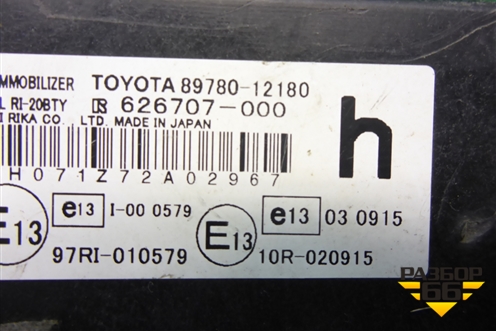 MMOBILIZER TOYOTA 89780-12180
L RI-20BTY 626707-000
I RIKA CO., LTD. MADE IN JAPAN
h
H071Z72A02967
E13 e13 I-00 0579 E13 e13 03 0915
97RI-010579 10R-020915
РАЗБОР
66